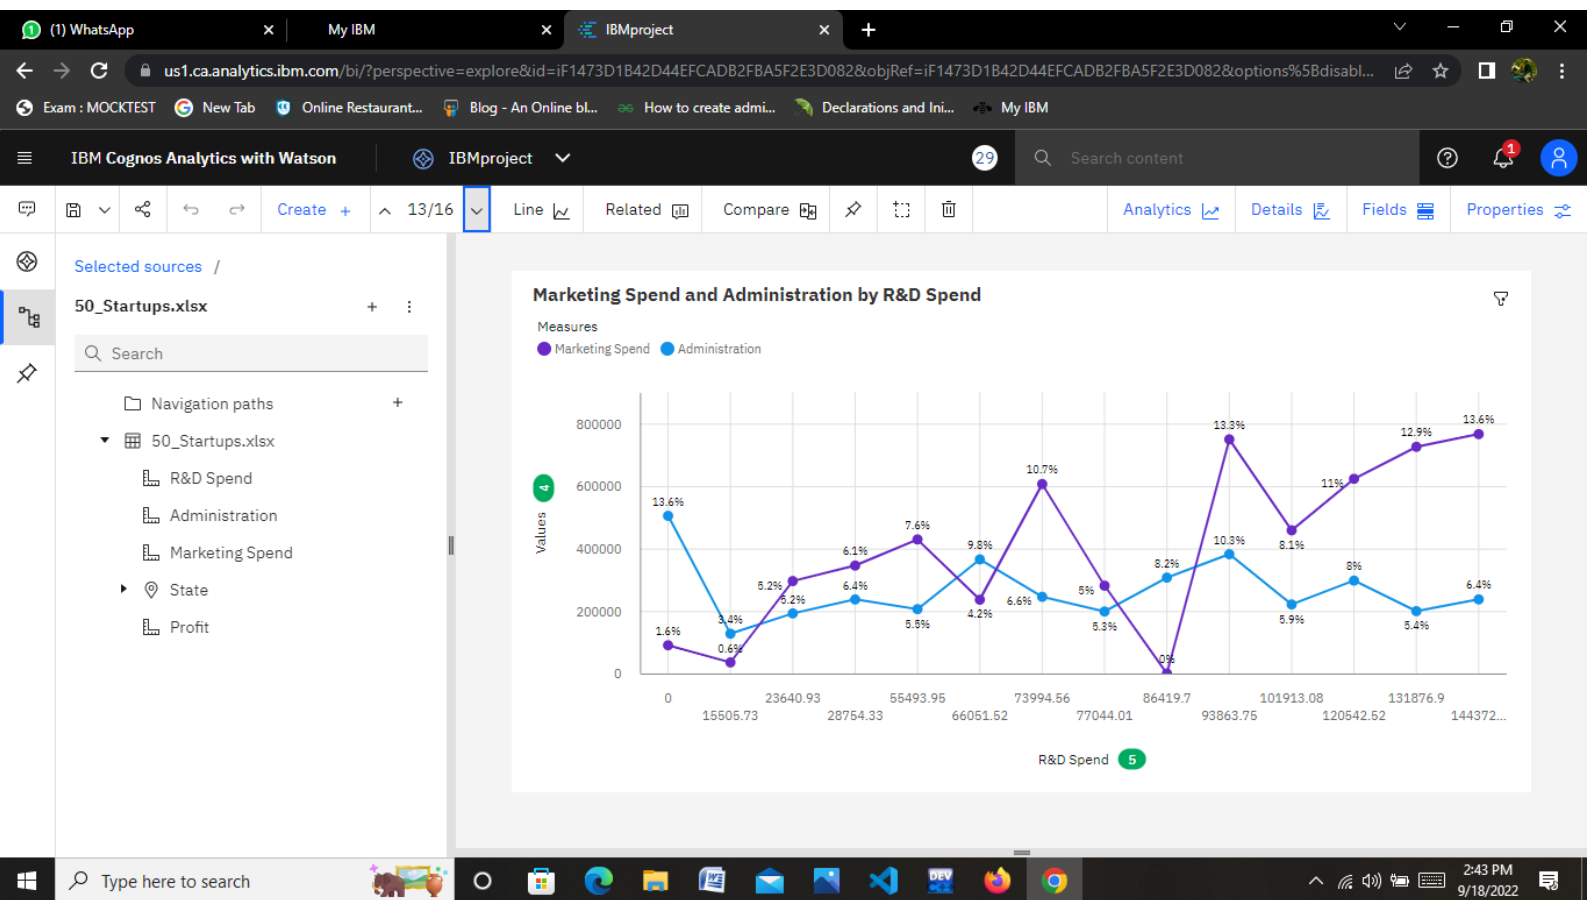 (1) WhatsApp
My IBM
IBMproject
us1.ca.analytics.ibm.com/bi/?perspective=explore&id=iF1473D1B42D44EFCADB2FBA5F2E3D082&objRef=iF1473D1B42D44EFCADB2FBA5F2E3D082&options%5Bdisabl...
Exam : MOCKTEST New Tab Online Restaurant... Blog - An Online bl... How to create admi... Declarations and Ini... My IBM
IBM Cognos Analytics with Watson IBMproject 29 Search content 1
Create + 13/16 Line Related Compare Analytics Details Fields Properties
Selected sources /
50_Startups.xlsx
Search
Navigation paths
50_Startups.xlsx
R&D Spend
Administration
Marketing Spend
State
Profit
Marketing Spend and Administration by R&D Spend
Measures
Marketing Spend Administration
Values 4
800000
600000
400000
200000
0
13.6%
1.6%
3.4%
0.6%
5.2%
5.2%
6.1%
6.4%
7.6%
5.5%
9.8%
4.2%
10.7%
6.6%
5%
5.3%
8.2%
0%
13.3%
10.3%
8.1%
5.9%
11%
8%
12.9%
5.4%
13.6%
6.4%
0 23640.93 55493.95 73994.56 86419.7 101913.08 131876.9
15505.73 28754.33 66051.52 77044.01 93863.75 120542.52 144372...
R&D Spend 5
Type here to search
DEV
2:43 PM
9/18/2022